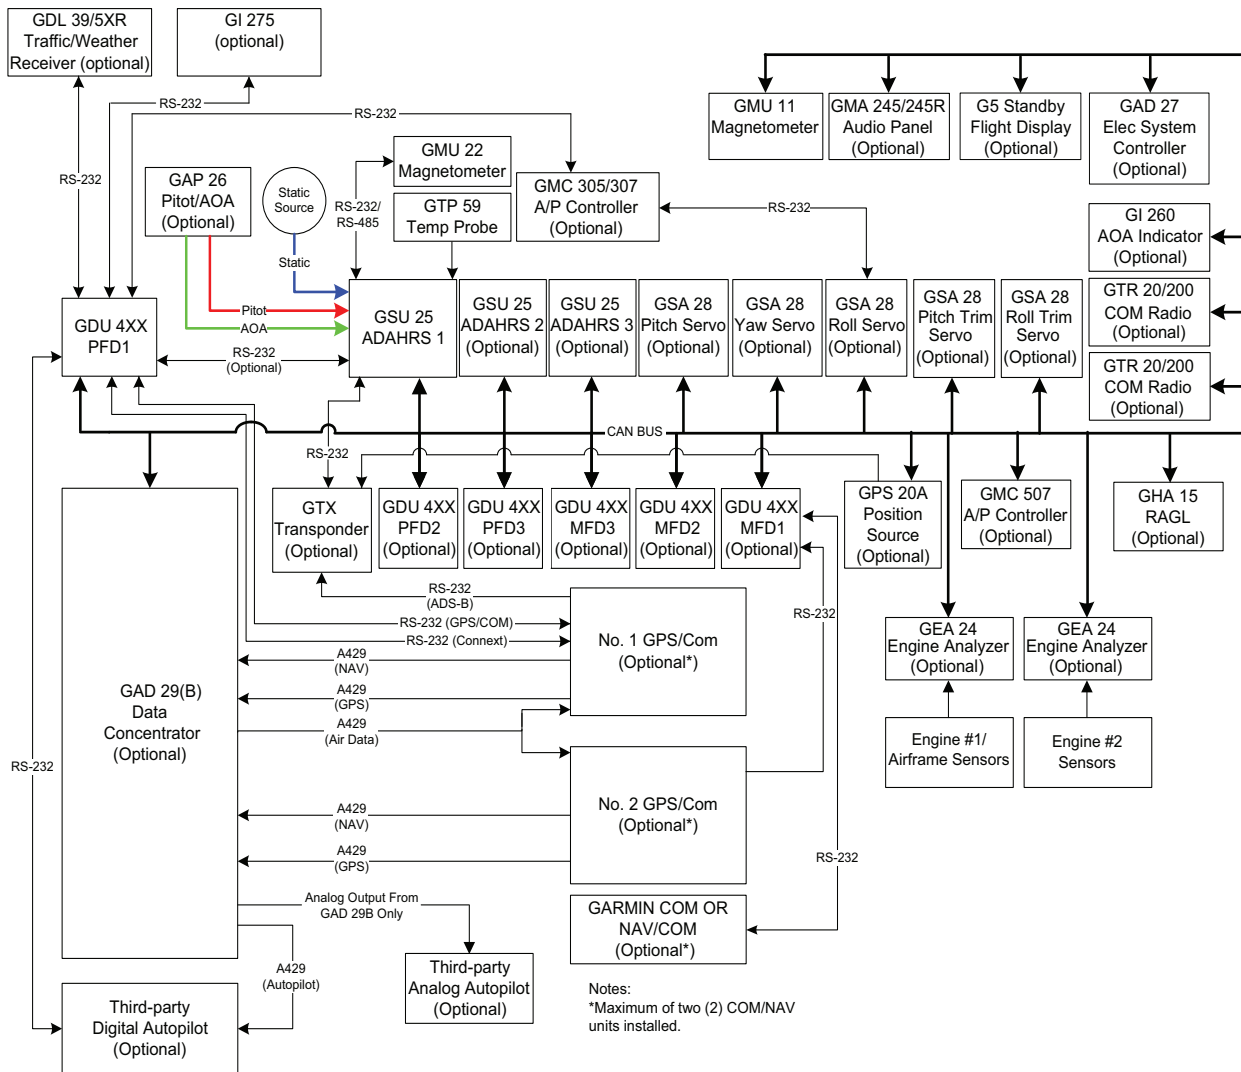 GDL 39/5XR
Traffic/Weather
Receiver (optional)
GI 275
(optional)
RS-232
RS-232
RS-232
GMU 11
Magnetometer
GMA 245/245R
Audio Panel
(Optional)
G5 Standby
Flight Display
(Optional)
GAD 27
Elec System
Controller
(Optional)
GMU 22
Magnetometer
GAP 26
Pitot/AOA
(Optional)
Static
Source
RS-232/
RS-485
GTP 59
Temp Probe
GMC 305/307
A/P Controller
(Optional)
RS-232
GI 260
AOA Indicator
(Optional)
Static
Pitot
AOA
GDU 4XX
PFD1
RS-232
(Optional)
GSU 25
ADAHRS 1
GSU 25
ADAHRS 2
(Optional)
GSU 25
ADAHRS 3
(Optional)
GSA 28
Pitch Servo
(Optional)
GSA 28
Yaw Servo
(Optional)
GSA 28
Roll Servo
(Optional)
GSA 28
Pitch Trim
Servo
(Optional)
GSA 28
Roll Trim
Servo
(Optional)
GTR 20/200
COM Radio
(Optional)
GTR 20/200
COM Radio
(Optional)
CAN BUS
RS-232
GTX
Transponder
(Optional)
GDU 4XX
PFD2
(Optional)
GDU 4XX
PFD3
(Optional)
GDU 4XX
MFD3
(Optional)
GDU 4XX
MFD2
(Optional)
GDU 4XX
MFD1
(Optional)
GPS 20A
Position
Source
(Optional)
GMC 507
A/P Controller
(Optional)
GHA 15
RAGL
(Optional)
RS-232
(ADS-B)
RS-232 (GPS/COM)
RS-232 (Connext)
A429
(NAV)
A429
(GPS)
A429
(Air Data)
No. 1 GPS/Com
(Optional*)
RS-232
GEA 24
Engine Analyzer
(Optional)
GEA 24
Engine Analyzer
(Optional)
GAD 29(B)
Data
Concentrator
(Optional)
RS-232
Engine #1/
Airframe Sensors
Engine #2
Sensors
No. 2 GPS/Com
(Optional*)
A429
(NAV)
A429
(GPS)
RS-232
Analog Output From
GAD 29B Only
GARMIN COM OR
NAV/COM
(Optional*)
A429
(Autopilot)
Third-party
Analog Autopilot
(Optional)
Third-party
Digital Autopilot
(Optional)
Notes:
*Maximum of two (2) COM/NAV
units installed.